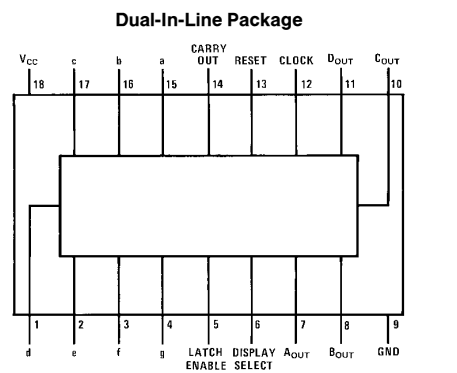 Dual-In-Line Package
CARRY
VCC c b a OUT RESET CLOCK DOUT COUT
18 17 16 15 14 13 12 11 10
1 2 3 4 5 6 7 8 9
d e f g LATCH DISPLAY AOUT BOUT GND
ENABLE SELECT